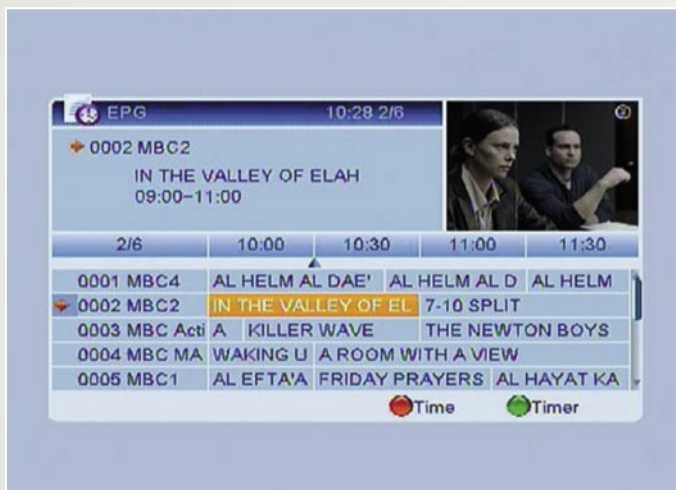 EPG 10:28 2/6
0002 MBC2
IN THE VALLEY OF ELAH
09:00-11:00
2/6 10:00 10:30 11:00 11:30
0001 MBC4 AL HELM AL DAE' AL HELM AL D AL HELM
0002 MBC2 IN THE VALLEY OF EL 7-10 SPLIT
0003 MBC Acti A KILLER WAVE THE NEWTON BOYS
0004 MBC MA WAKING U A ROOM WITH A VIEW
0005 MBC1 AL EFTA'A FRIDAY PRAYERS AL HAYAT KA
Time Timer